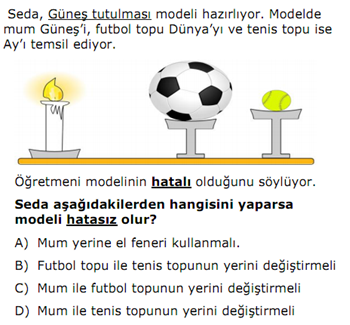 Seda, Güneş tutulması modeli hazırlıyor. Modelde
mum Güneş’i, futbol topu Dünya’yı ve tenis topu ise
Ay’ı temsil ediyor.
Öğretmeni modelinin hatalı olduğunu söylüyor.
Seda aşağıdakilerden hangisini yaparsa
modeli hatasız olur?
A) Mum yerine el feneri kullanmalı.
B) Futbol topu ile tenis topunun yerini değiştirmeli
C) Mum ile futbol topunun yerini değiştirmeli
D) Mum ile tenis topunun yerini değiştirmeli